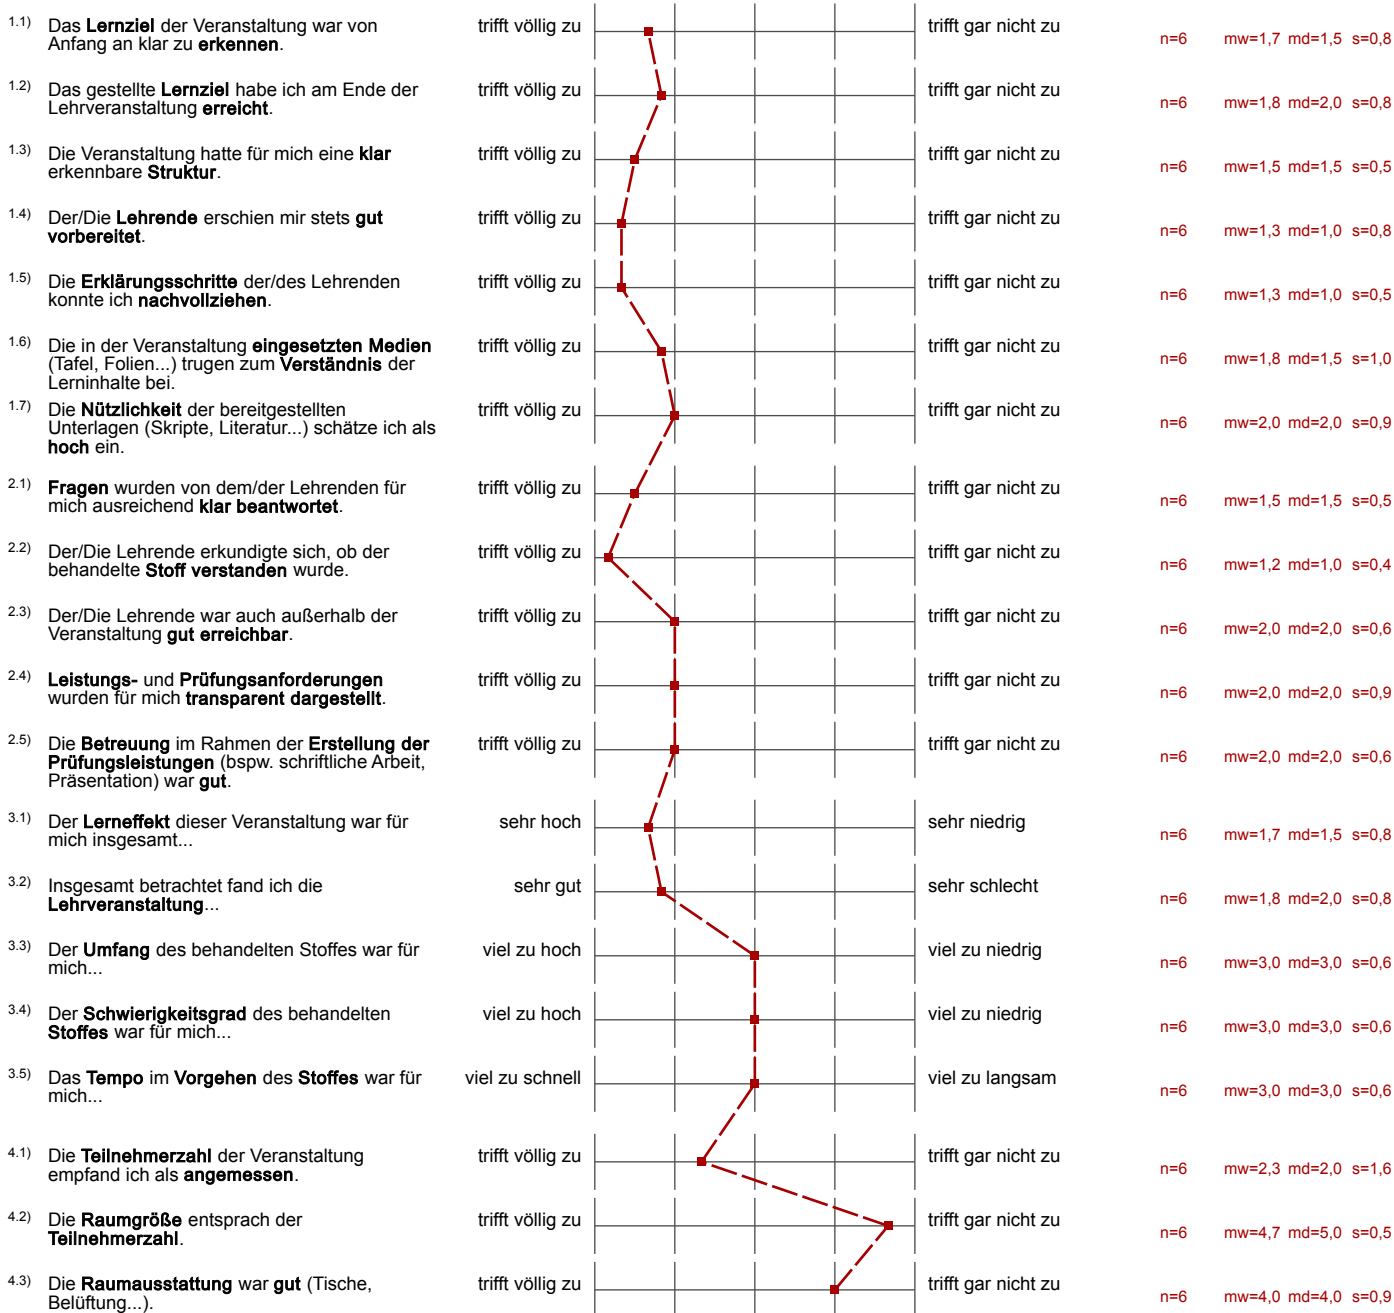 1.1) Das Lernziel der Veranstaltung war von trifft völlig zu trifft gar nicht zu
Anfang an klar zu erkennen. n=6 mw=1,7 md=1,5 s=0,8
1.2) Das gestellte Lernziel habe ich am Ende der trifft völlig zu trifft gar nicht zu
Lehrveranstaltung erreicht. n=6 mw=1,8 md=2,0 s=0,8
1.3) Die Veranstaltung hatte für mich eine klar trifft völlig zu trifft gar nicht zu
erkennbare Struktur. n=6 mw=1,5 md=1,5 s=0,5
1.4) Der/Die Lehrende erschien mir stets gut trifft völlig zu trifft gar nicht zu
vorbereitet. n=6 mw=1,3 md=1,0 s=0,8
1.5) Die Erklärungsschritte der/des Lehrenden trifft völlig zu trifft gar nicht zu
konnte ich nachvollziehen. n=6 mw=1,3 md=1,0 s=0,5
1.6) Die in der Veranstaltung eingesetzten Medien trifft völlig zu trifft gar nicht zu
(Tafel, Folien...) trugen zum Verständnis der n=6 mw=1,8 md=1,5 s=1,0
Lerninhalte bei.
1.7) Die Nützlichkeit der bereitgestellten trifft völlig zu trifft gar nicht zu
Unterlagen (Skripte, Literatur...) schätze ich als n=6 mw=2,0 md=2,0 s=0,9
hoch ein.
2.1) Fragen wurden von dem/der Lehrenden für trifft völlig zu trifft gar nicht zu
mich ausreichend klar beantwortet. n=6 mw=1,5 md=1,5 s=0,5
2.2) Der/Die Lehrende erkundigte sich, ob der trifft völlig zu trifft gar nicht zu
behandelte Stoff verstanden wurde. n=6 mw=1,2 md=1,0 s=0,4
2.3) Der/Die Lehrende war auch außerhalb der trifft völlig zu trifft gar nicht zu
Veranstaltung gut erreichbar. n=6 mw=2,0 md=2,0 s=0,6
2.4) Leistungs- und Prüfungsanforderungen trifft völlig zu trifft gar nicht zu
wurden für mich transparent dargestellt. n=6 mw=2,0 md=2,0 s=0,9
2.5) Die Betreuung im Rahmen der Erstellung der trifft völlig zu trifft gar nicht zu
Prüfungsleistungen (bspw. schriftliche Arbeit, n=6 mw=2,0 md=2,0 s=0,6
Präsentation) war gut.
3.1) Der Lerneffekt dieser Veranstaltung war für sehr hoch sehr niedrig
mich insgesamt... n=6 mw=1,7 md=1,5 s=0,8
3.2) Insgesamt betrachtet fand ich die sehr gut sehr schlecht
Lehrveranstaltung... n=6 mw=1,8 md=2,0 s=0,8
3.3) Der Umfang des behandelten Stoffes war für viel zu hoch viel zu niedrig
mich... n=6 mw=3,0 md=3,0 s=0,6
3.4) Der Schwierigkeitsgrad des behandelten viel zu hoch viel zu niedrig
Stoffes war für mich... n=6 mw=3,0 md=3,0 s=0,6
3.5) Das Tempo im Vorgehen des Stoffes war für viel zu schnell viel zu langsam
mich... n=6 mw=3,0 md=3,0 s=0,6
4.1) Die Teilnehmerzahl der Veranstaltung trifft völlig zu trifft gar nicht zu
empfand ich als angemessen. n=6 mw=2,3 md=2,0 s=1,6
4.2) Die Raumgröße entsprach der trifft völlig zu trifft gar nicht zu
Teilnehmerzahl. n=6 mw=4,7 md=5,0 s=0,5
4.3) Die Raumausstattung war gut (Tische, trifft völlig zu trifft gar nicht zu
Belüftung...). n=6 mw=4,0 md=4,0 s=0,9